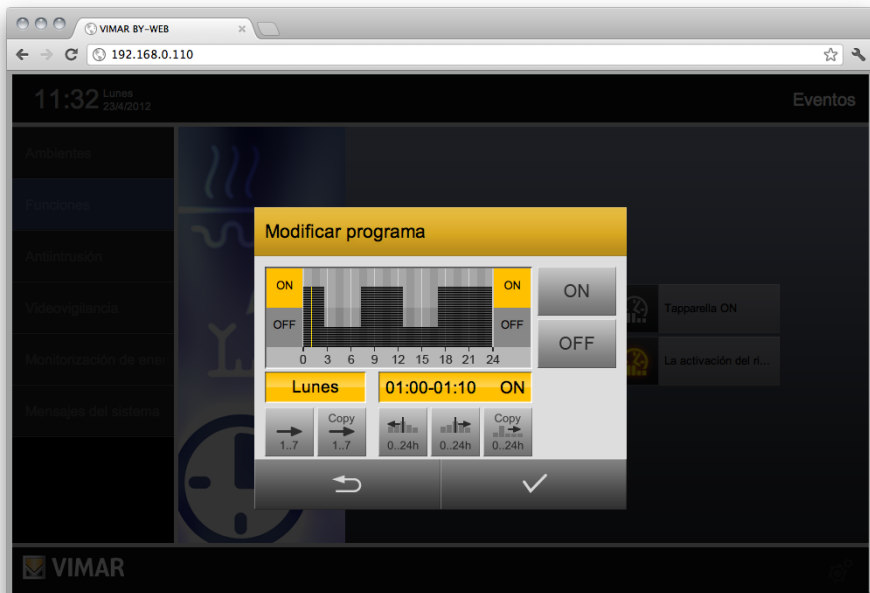 VIMAR BY-WEB
192.168.0.110
11:32 Lunes
23/4/2012
Eventos
Ambientes
Funciones
Antiintrusión
Videovigilancia
Monitorización de ener
Mensajes del sistema
Modificar programa
ON ON ON
OFF OFF OFF
0 3 6 9 12 15 18 21 24
Lunes 01:00-01:10 ON
Copy Copy
1..7 1..7 0..24h 0..24h 0..24h
Tapparella ON
La activación del ri...
VIMAR